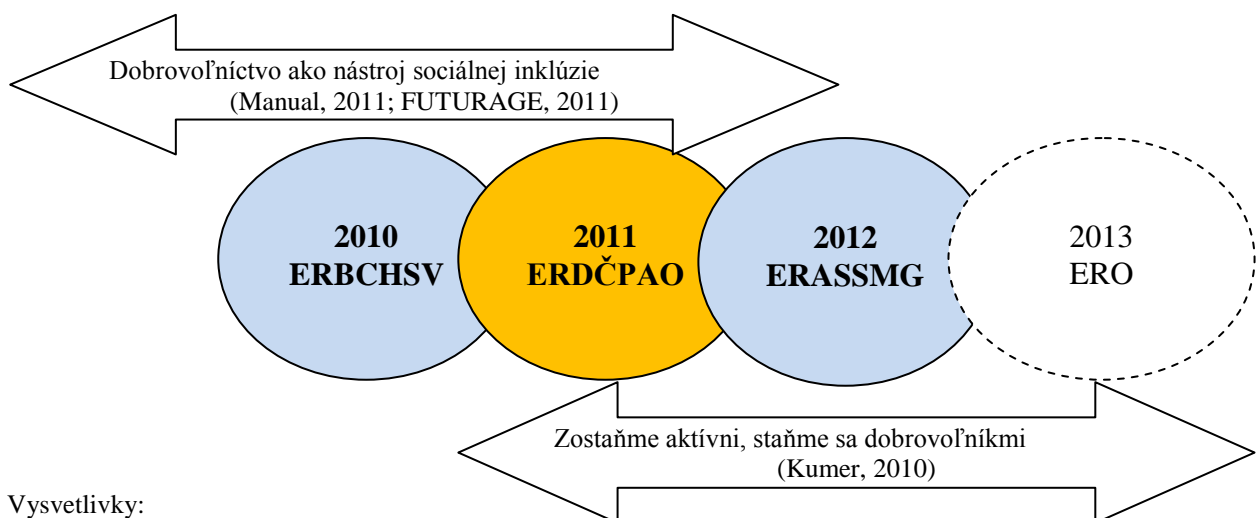 Dobrovoľníctvo ako nástroj sociálnej inklúzie
(Manual, 2011; FUTURAGE, 2011)
2010
ERBCHSV
2011
ERDČPAO
2012
ERASSMG
2013
ERO
Zostaňme aktívni, staňme sa dobrovoľníkmi
(Kumer, 2010)
Vysvetlivky: